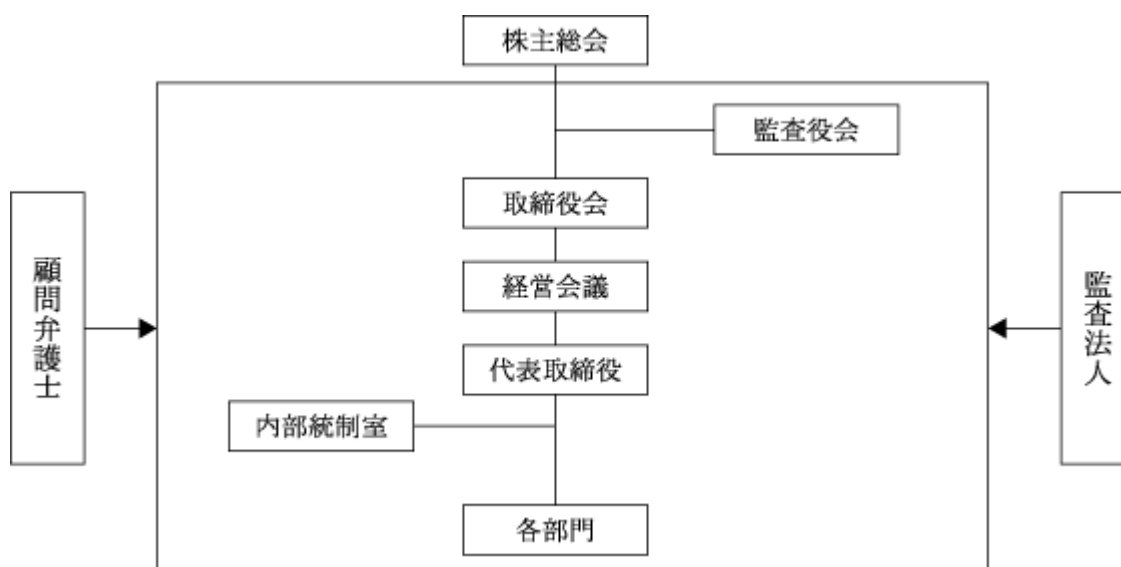 株主総会
監査役会
取締役会
顧問弁護士
経営会議
監査法人
代表取締役
内部統制室
各部門